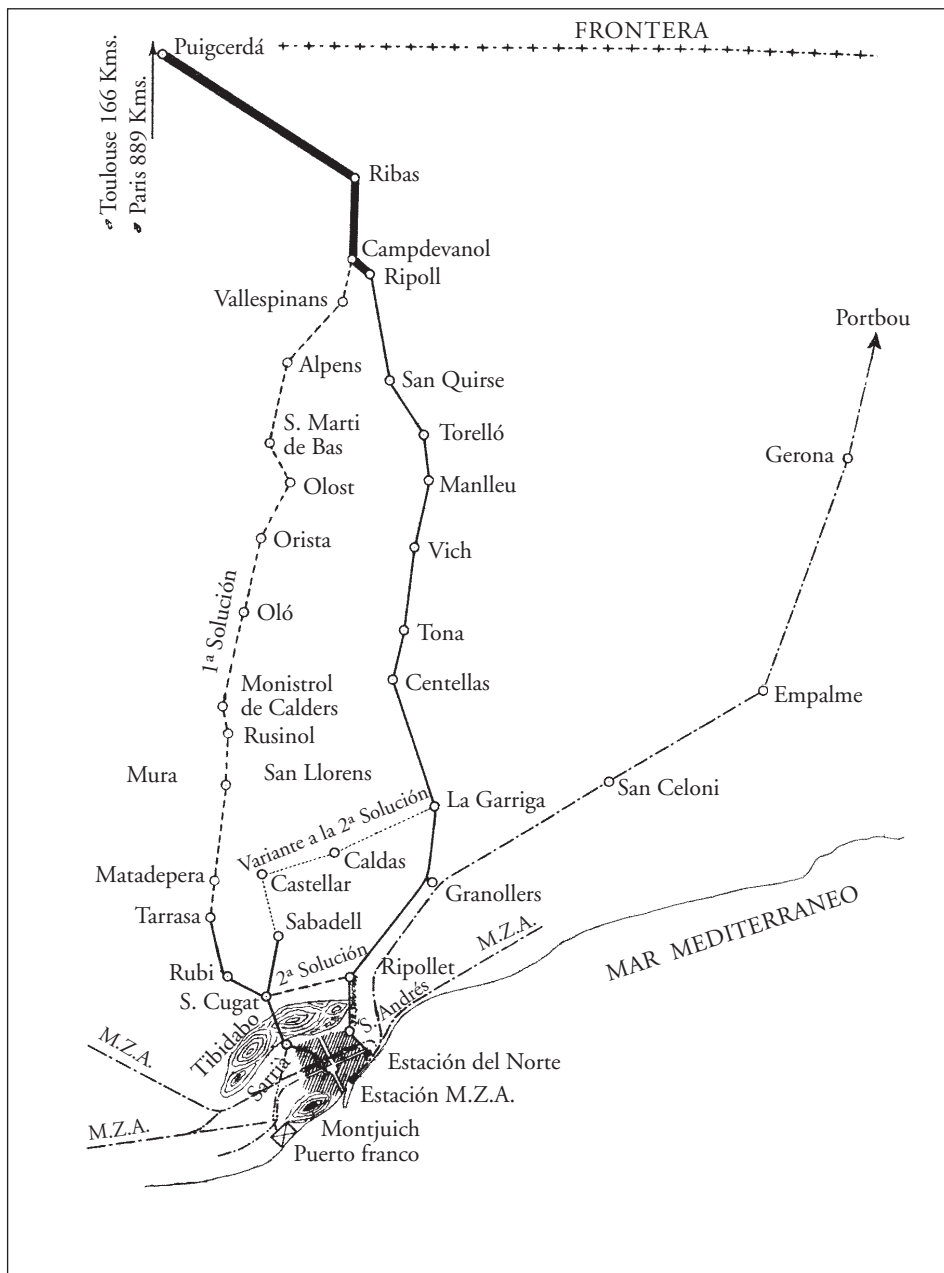 FRONTERA
Puigcerdá
a Toulouse 166 Kms.
a Paris 889 Kms.
Ribas
Campdevanol
Ripoll
Vallespinans
Portbou
Alpens
San Quirse
S. Marti
de Bas
Torelló
Gerona
Olost
Manlleu
Orista
Vich
1ª Solución
Oló
Tona
Centellas
Monistrol
de Calders
Empalme
Rusinol
Mura
San Llorens
San Celoni
La Garriga
Variante a la 2ª Solución
Caldas
Matadepera
Castellar
Granollers
Tarrasa
Sabadell
M.Z.A.
MAR MEDITERRANEO
2ª Solución
Rubi
Ripollet
S. Cugat
S. Andrés
Tibidabo
M.Z.A.
Sarrià
Estación del Norte
Estación M.Z.A.
M.Z.A.
Montjuich
Puerto franco